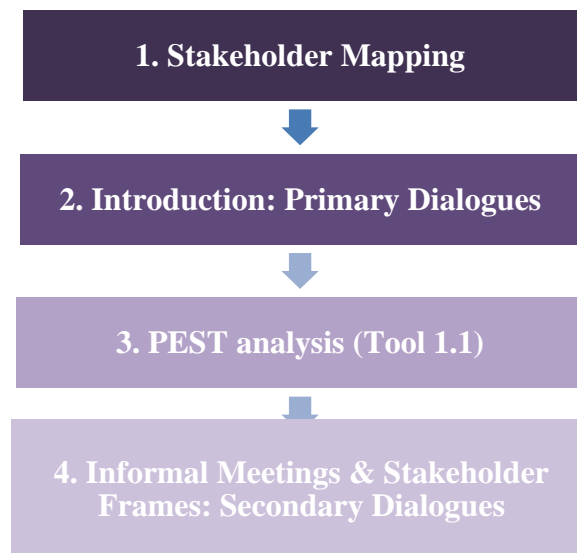 1. Stakeholder Mapping
2. Introduction: Primary Dialogues
3. PEST analysis (Tool 1.1)
4. Informal Meetings & Stakeholder
Frames: Secondary Dialogues